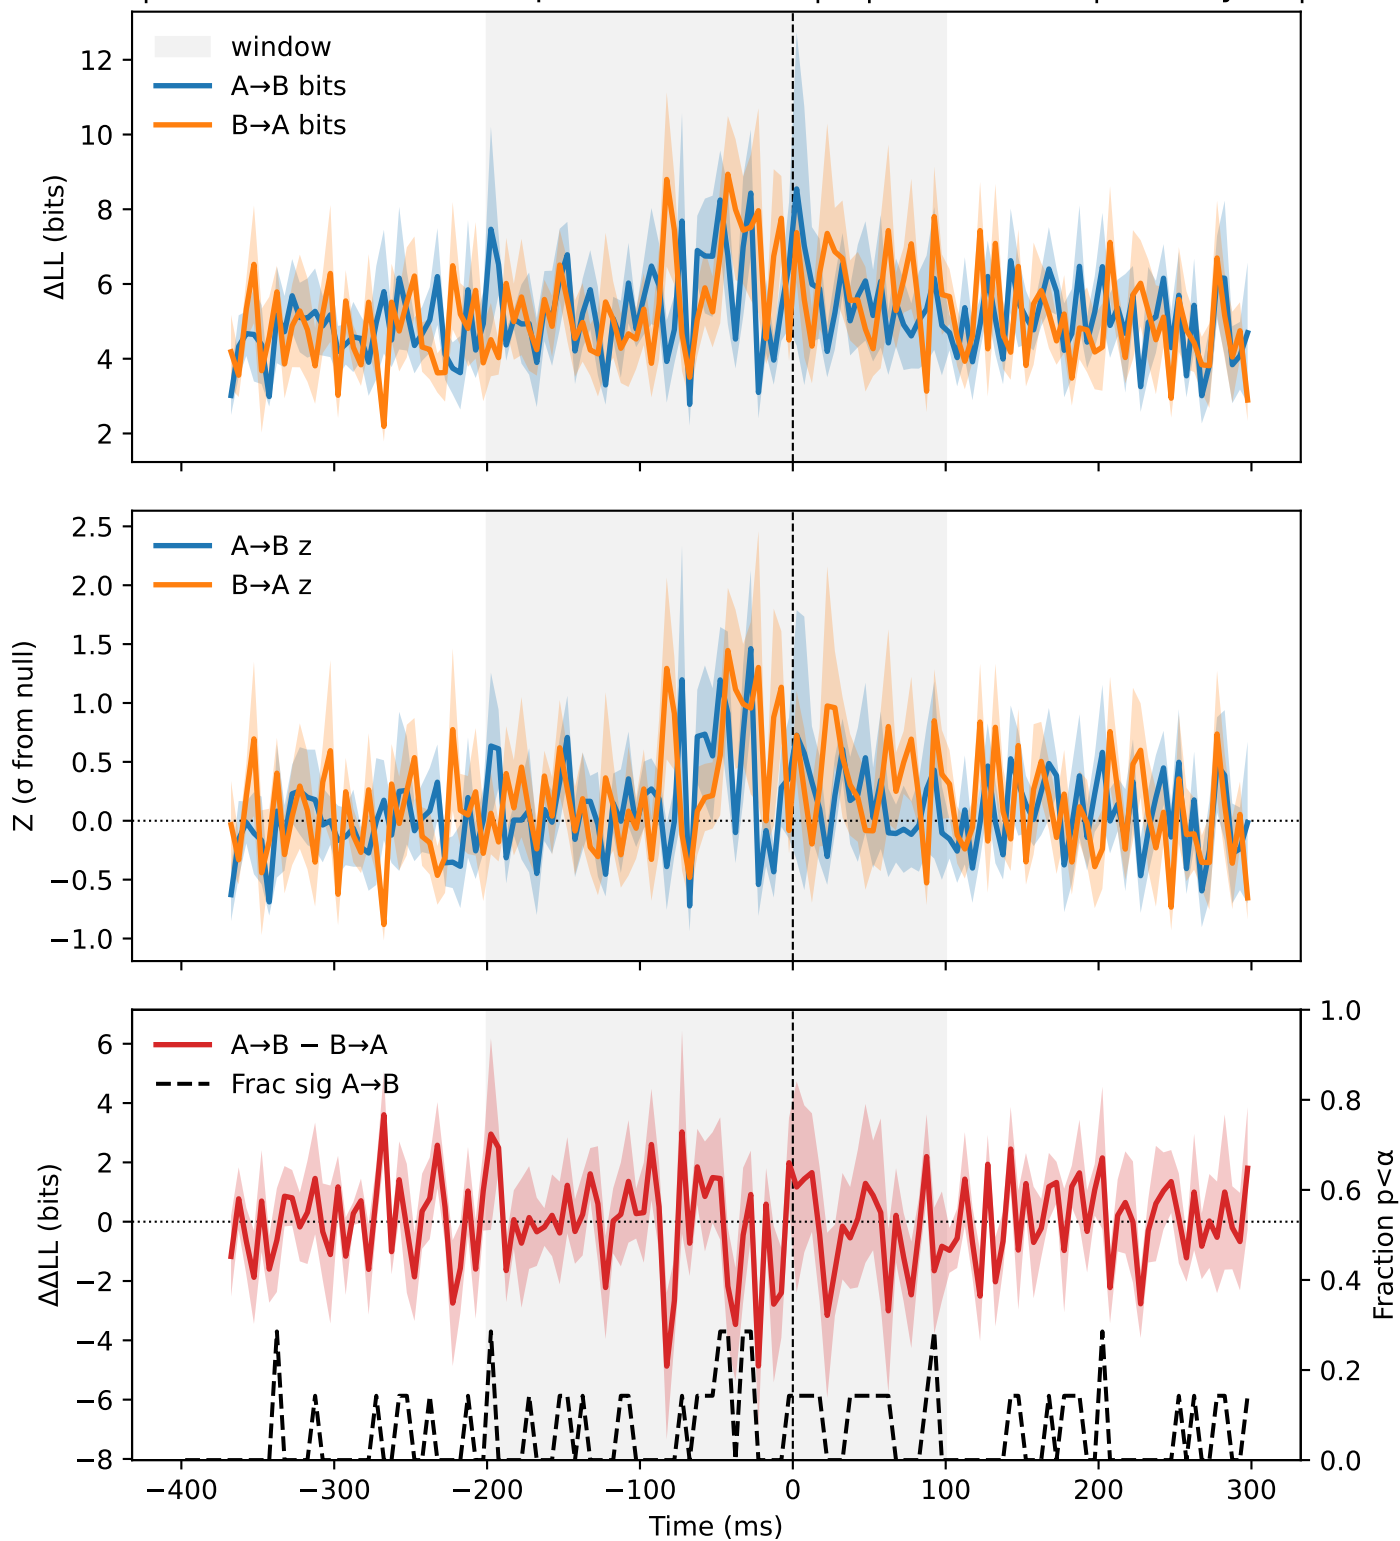 window
A→B bits
B→A bits
12
10
8
6
4
2
ΔLL (bits)
A→B z
B→A z
2.5
2.0
1.5
1.0
0.5
0.0
−0.5
−1.0
Z (σ from null)
A→B − B→A
Frac sig A→B
6
4
2
0
−2
−4
−6
−8
ΔΔLL (bits)
1.0
0.8
0.6
0.4
0.2
0.0
Fraction p<α
−400 −300 −200 −100 0 100 200 300
Time (ms)